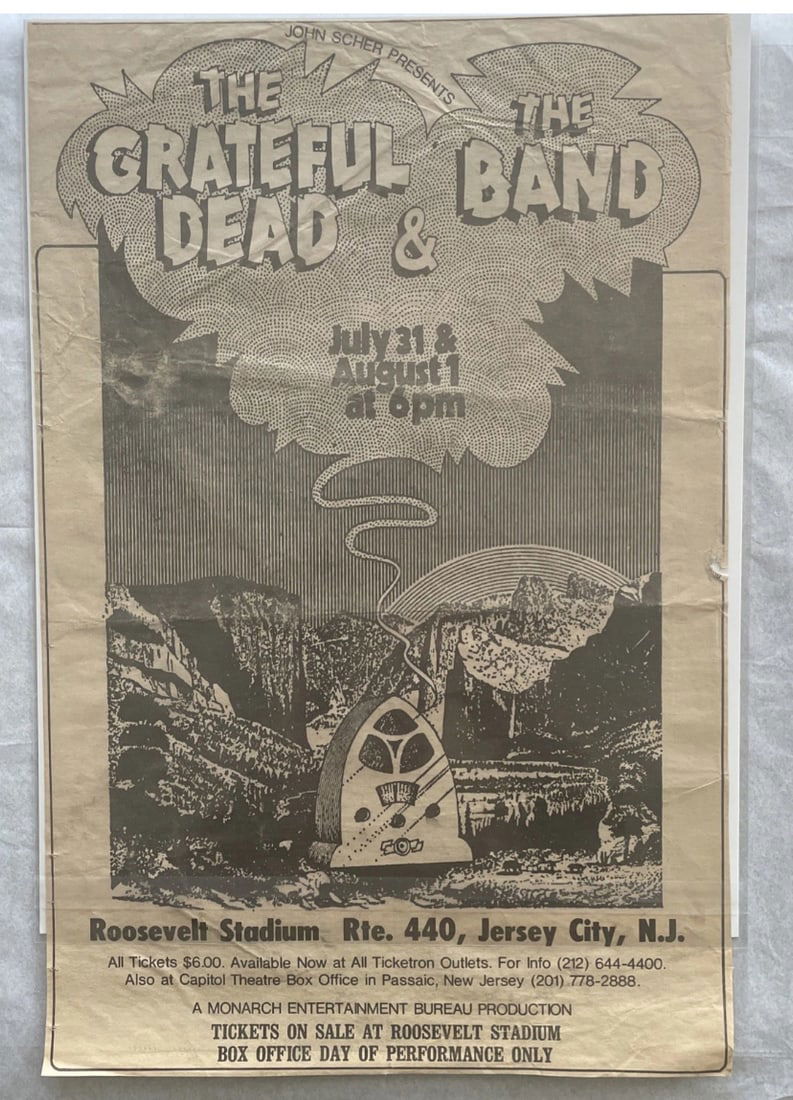 JOHN SCHER PRESENTS
THE
GRATEFUL
DEAD
&
THE
BAND
July 31 &
August 1
at 6pm
Roosevelt Stadium Rte. 440, Jersey City, N.J.
All Tickets $6.00. Available Now at All Ticketron Outlets. For Info (212) 644-4400.
Also at Capitol Theatre Box Office in Passaic, New Jersey (201) 778-2888.
A MONARCH ENTERTAINMENT BUREAU PRODUCTION
TICKETS ON SALE AT ROOSEVELT STADIUM
BOX OFFICE DAY OF PERFORMANCE ONLY